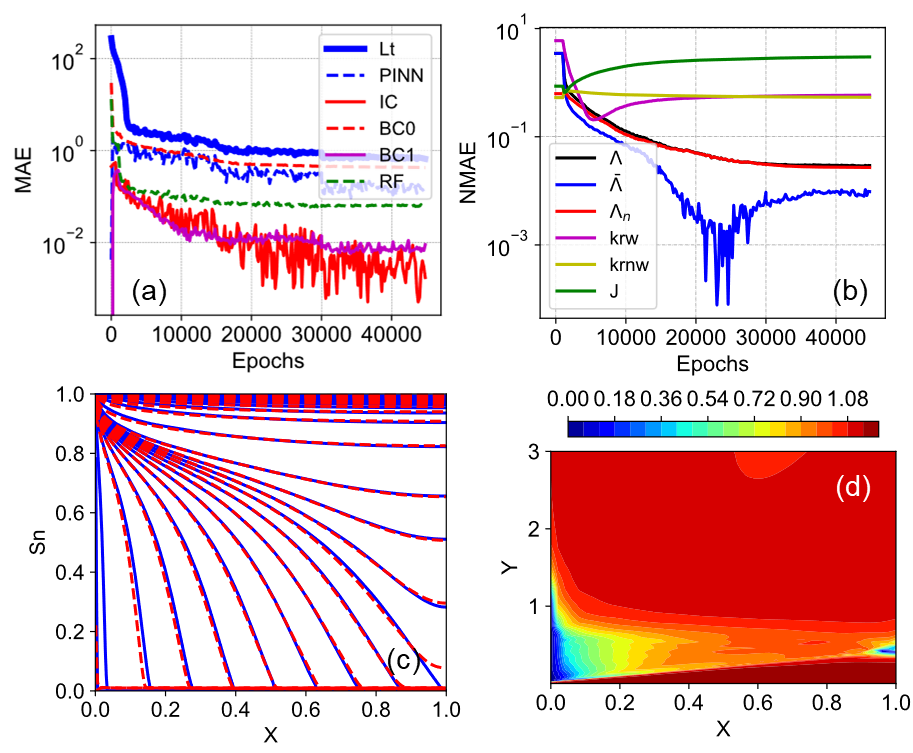 10²
10⁰
10⁻²
MAE
0 10000 20000 30000 40000
Epochs
Lt
PINN
IC
BC0
BC1
RF
(a)
10¹
10⁻¹
10⁻³
NMAE
0 10000 20000 30000 40000
Epochs
Λ
Λ̄
Λₙ
krw
krnw
J
(b)
1.0
0.8
0.6
0.4
0.2
0.0
Sn
0.0 0.2 0.4 0.6 0.8 1.0
X
(c)
0.00 0.18 0.36 0.54 0.72 0.90 1.08
3
2
1
Y
0.0 0.2 0.4 0.6 0.8 1.0
X
(d)